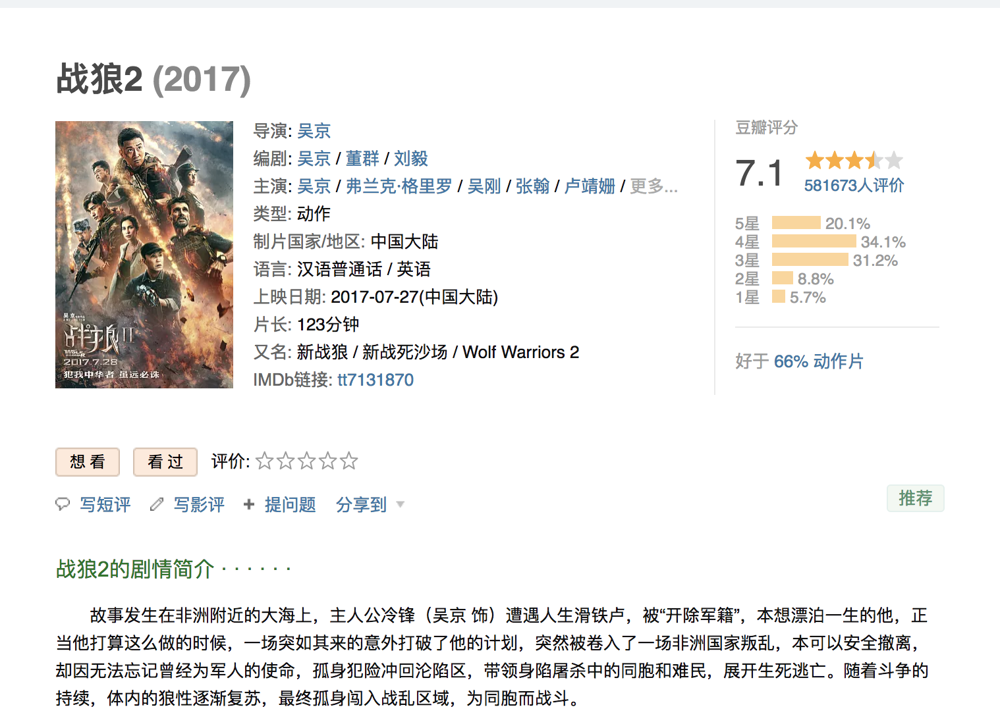 战狼2 (2017)
吴京
战狼II
2017.7.28
犯我中华者 虽远必诛
导演: 吴京
编剧: 吴京 / 董群 / 刘毅
主演: 吴京 / 弗兰克·格里罗 / 吴刚 / 张翰 / 卢靖姗 / 更多...
类型: 动作
制片国家/地区: 中国大陆
语言: 汉语普通话 / 英语
上映日期: 2017-07-27(中国大陆)
片长: 123分钟
又名: 新战狼 / 新战死沙场 / Wolf Warriors 2
IMDb链接: tt7131870
豆瓣评分
7.1
581673人评价
5星 20.1%
4星 34.1%
3星 31.2%
2星 8.8%
1星 5.7%
好于 66% 动作片
想看 看过 评价:
写短评 写影评 + 提问题 分享到
推荐
战狼2的剧情简介 · · · · · ·
故事发生在非洲附近的大海上，主人公冷锋（吴京 饰）遭遇人生滑铁卢，被“开除军籍”，本想漂泊一生的他，正
当他打算这么做的时候，一场突如其来的意外打破了他的计划，突然被卷入了一场非洲国家叛乱，本可以安全撤离，
却因无法忘记曾经为军人的使命，孤身犯险冲回沦陷区，带领身陷屠杀中的同胞和难民，展开生死逃亡。随着斗争的
持续，体内的狼性逐渐复苏，最终孤身闯入战乱区域，为同胞而战斗。